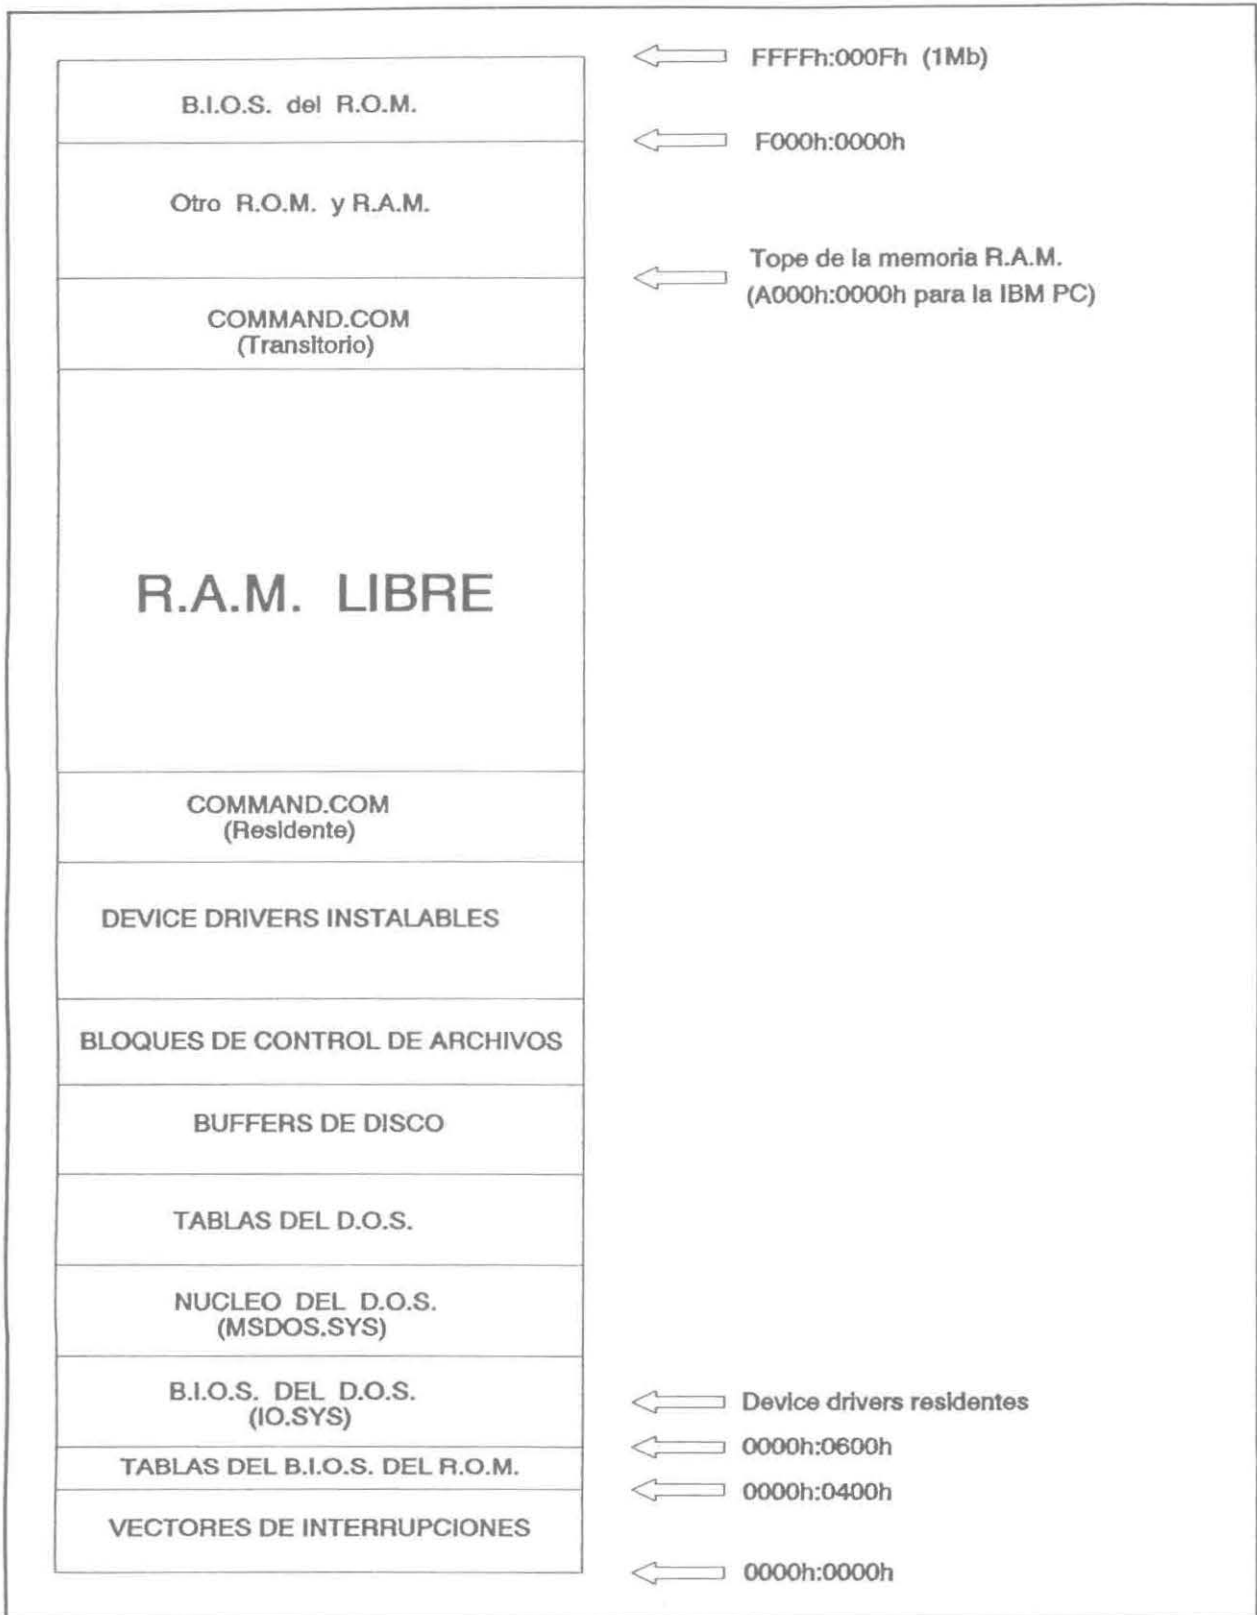 FFFFh:000Fh (1Mb)
B.I.O.S. del R.O.M.
F000h:0000h
Otro R.O.M. y R.A.M.
Tope de la memoria R.A.M.
(A000h:0000h para la IBM PC)
COMMAND.COM
(Transitorio)
R.A.M. LIBRE
COMMAND.COM
(Residente)
DEVICE DRIVERS INSTALABLES
BLOQUES DE CONTROL DE ARCHIVOS
BUFFERS DE DISCO
TABLAS DEL D.O.S.
NUCLEO DEL D.O.S.
(MSDOS.SYS)
B.I.O.S. DEL D.O.S.
(IO.SYS)
Device drivers residentes
0000h:0600h
TABLAS DEL B.I.O.S. DEL R.O.M.
0000h:0400h
VECTORES DE INTERRUPCIONES
0000h:0000h